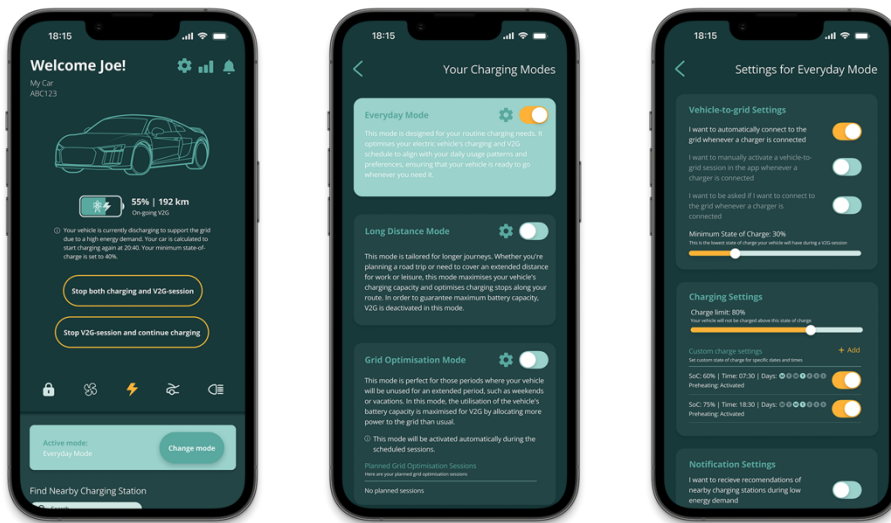 18:15
Welcome Joe!
My Car
ABC123
55% | 192 km
On-going V2G
Your vehicle is currently discharging to support the grid
due to a high energy demand. Your car is calculated to
start charging again at 20:40. Your minimum state-of-
charge is set to 40%.
Stop both charging and V2G-session
Stop V2G-session and continue charging
Active mode:
Everyday Mode
Change mode
Find Nearby Charging Station
18:15
Your Charging Modes
Everyday Mode
This mode is designed for your routine charging needs. It
optimises your electric vehicle's charging and V2G
schedule to align with your daily usage patterns and
preferences, ensuring that your vehicle is ready to go
whenever you need it.
Long Distance Mode
This mode is tailored for longer journeys. Whether you're
planning a road trip or need to cover an extended distance
for work or leisure, this mode maximises your vehicle's
charging capacity and optimises charging stops along your
route. In order to guarantee maximum battery capacity,
V2G is deactivated in this mode.
Grid Optimisation Mode
This mode is perfect for those periods where your vehicle
will be unused for an extended period, such as weekends
or vacations. In this mode, the utilisation of the vehicle's
battery capacity is maximised for V2G by allocating more
power to the grid than usual.
This mode will be activated automatically during the
scheduled sessions.
Planned Grid Optimisation Sessions
Here are your planned grid optimisation sessions
No planned sessions
18:15
Settings for Everyday Mode
Vehicle-to-grid Settings
I want to automatically connect to the
grid whenever a charger is connected
I want to manually activate a vehicle-to-
grid session in the app whenever a
charger is connected
I want to be asked if I want to connect to
the grid whenever a charger is
connected
Minimum State of Charge: 30%
This is the lowest state of charge your vehicle will have during a V2G-session
Charging Settings
Charge limit: 80%
Your vehicle will not be charged above this state of charge
Custom charge settings
+ Add
Set custom state of charge for specific dates and times
SoC: 60% | Time: 07:30 | Days:
Preheating: Activated
SoC: 75% | Time: 18:30 | Days:
Preheating: Activated
Notification Settings
I want to recieve recomendations of
nearby charging stations during low
energy demand